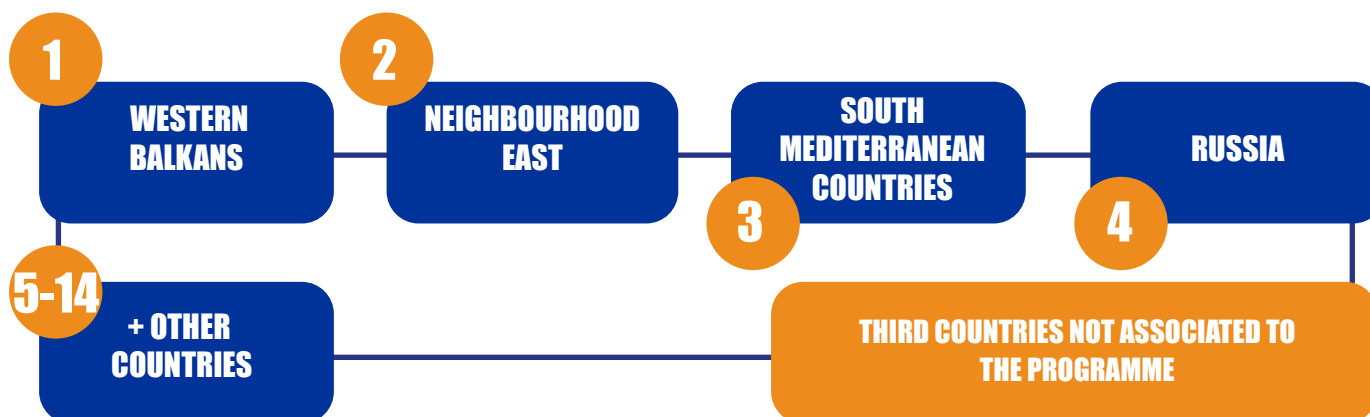 1
WESTERN
BALKANS
2
NEIGHBOURHOOD
EAST
SOUTH
MEDITERRANEAN
COUNTRIES
3
RUSSIA
4
5-14
+ OTHER
COUNTRIES
THIRD COUNTRIES NOT ASSOCIATED TO
THE PROGRAMME